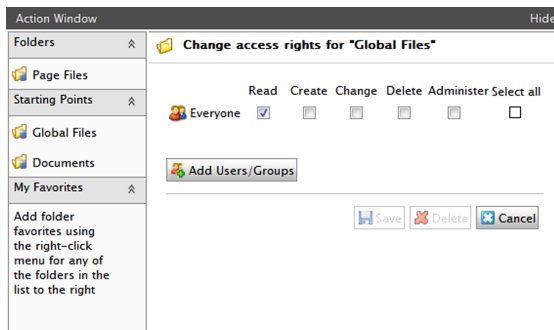 Action Window
Hide
Folders
Page Files
Starting Points
Global Files
Documents
My Favorites
Add folder
favorites using
the right-click
menu for any of
the folders in the
list to the right
Change access rights for "Global Files"
Read Create Change Delete Administer Select all
Everyone
Add Users/Groups
Save Delete Cancel